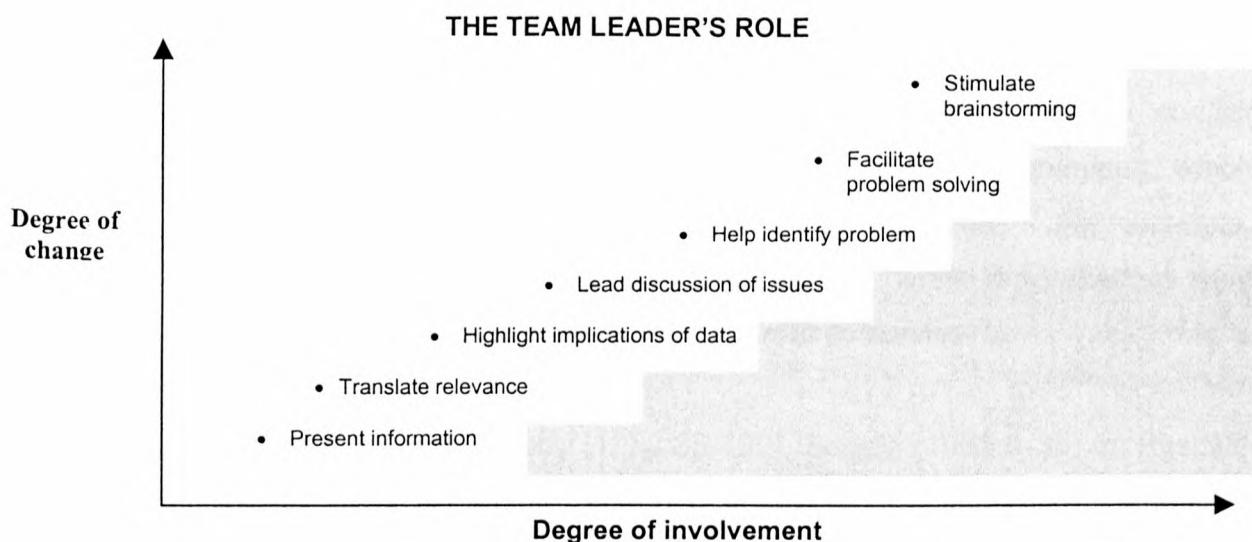 THE TEAM LEADER'S ROLE
• Stimulate
brainstorming
• Facilitate
problem solving
Degree of
change
• Help identify problem
• Lead discussion of issues
• Highlight implications of data
• Translate relevance
• Present information
Degree of involvement